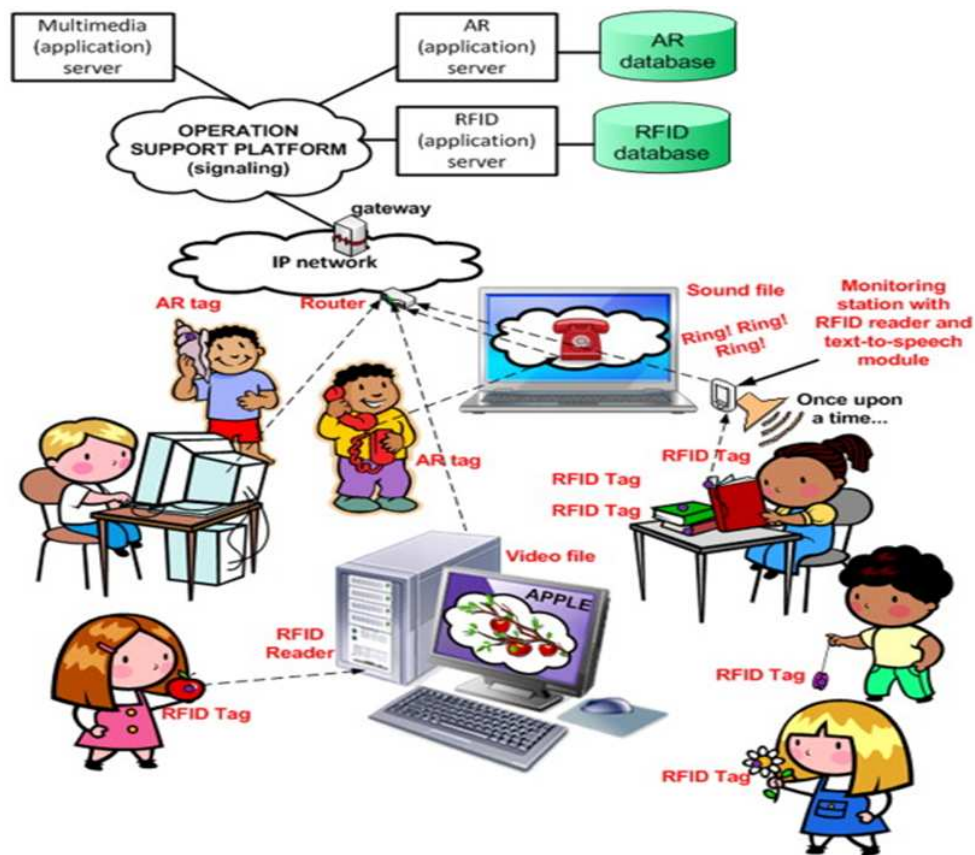 Multimedia
(application)
server
AR
(application)
server
AR
database
OPERATION
SUPPORT PLATFORM
(signaling)
RFID
(application)
server
RFID
database
gateway
IP network
AR tag
Router
Sound file
Ring! Ring!
Ring!
Monitoring
station with
RFID reader and
text-to-speech
module
Once upon
a time...
AR tag
RFID Tag
RFID Tag
RFID Tag
Video file
APPLE
RFID
Reader
RFID Tag
RFID Tag
RFID Tag